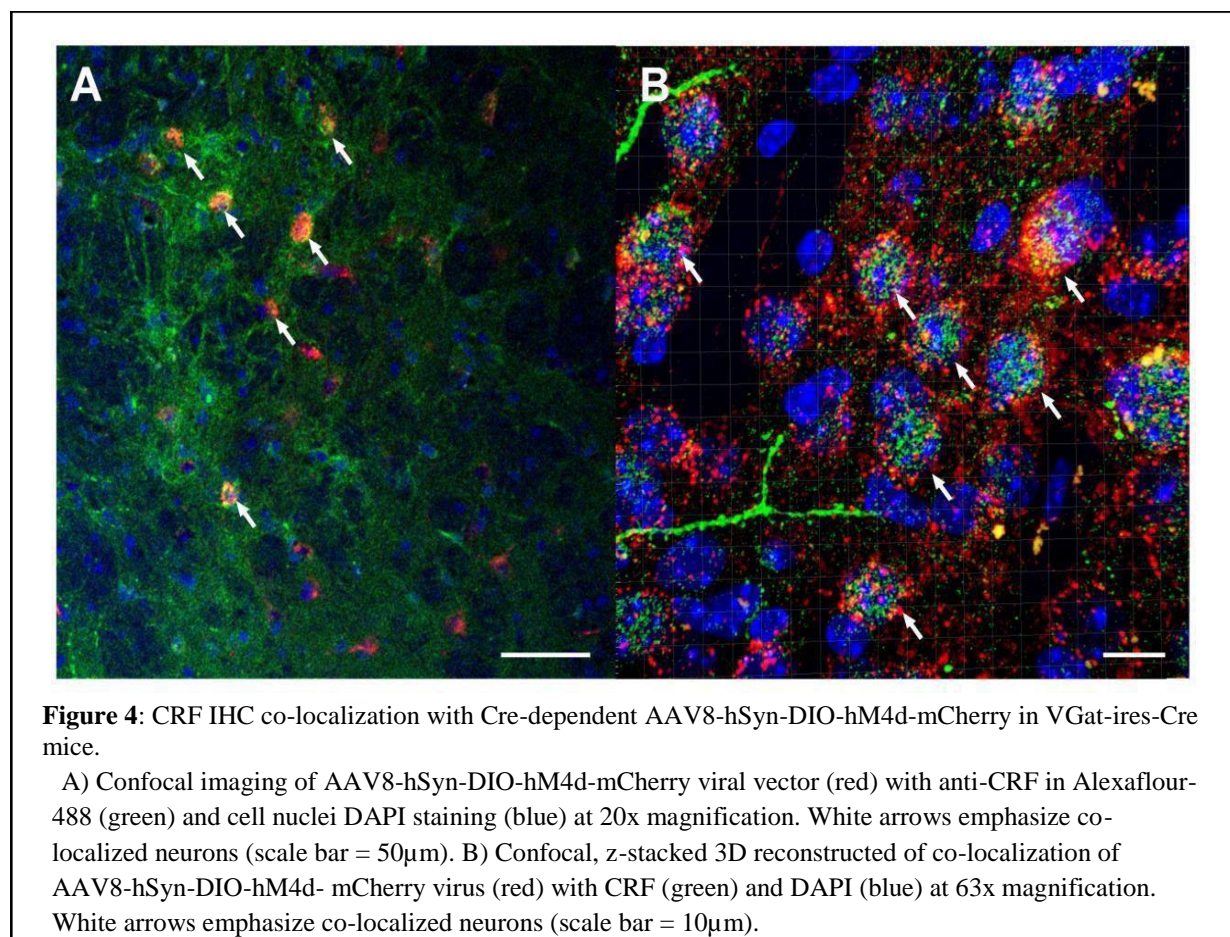 A
B
Figure 4: CRF IHC co-localization with Cre-dependent AAV8-hSyn-DIO-hM4d-mCherry in VGat-ires-Cre
mice.
A) Confocal imaging of AAV8-hSyn-DIO-hM4d-mCherry viral vector (red) with anti-CRF in Alexaflour-
488 (green) and cell nuclei DAPI staining (blue) at 20x magnification. White arrows emphasize co-
localized neurons (scale bar = 50µm). B) Confocal, z-stacked 3D reconstructed of co-localization of
AAV8-hSyn-DIO-hM4d- mCherry virus (red) with CRF (green) and DAPI (blue) at 63x magnification.
White arrows emphasize co-localized neurons (scale bar = 10µm).